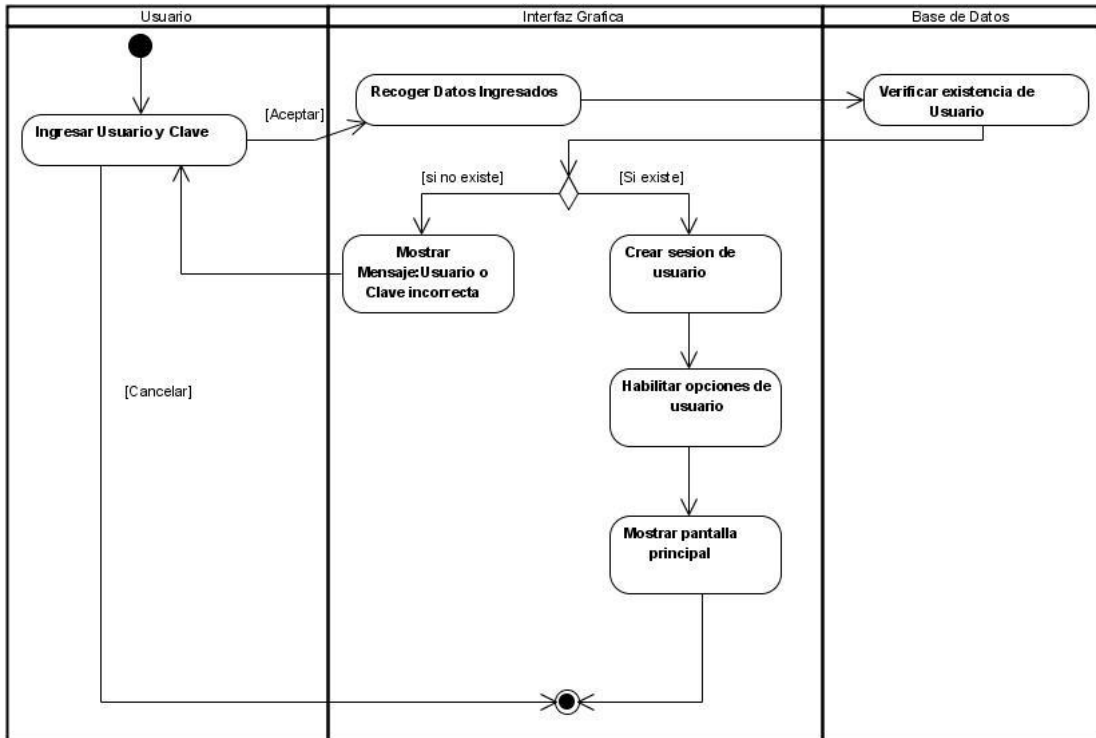 Usuario
Interfaz Grafica
Base de Datos
Recoger Datos Ingresados
Verificar existencia de
Usuario
[Aceptar]
Ingresar Usuario y Clave
[si no existe]
[Si existe]
Mostrar
Mensaje:Usuario o
Clave incorrecta
Crear sesion de
usuario
Habilitar opciones de
usuario
[Cancelar]
Mostrar pantalla
principal